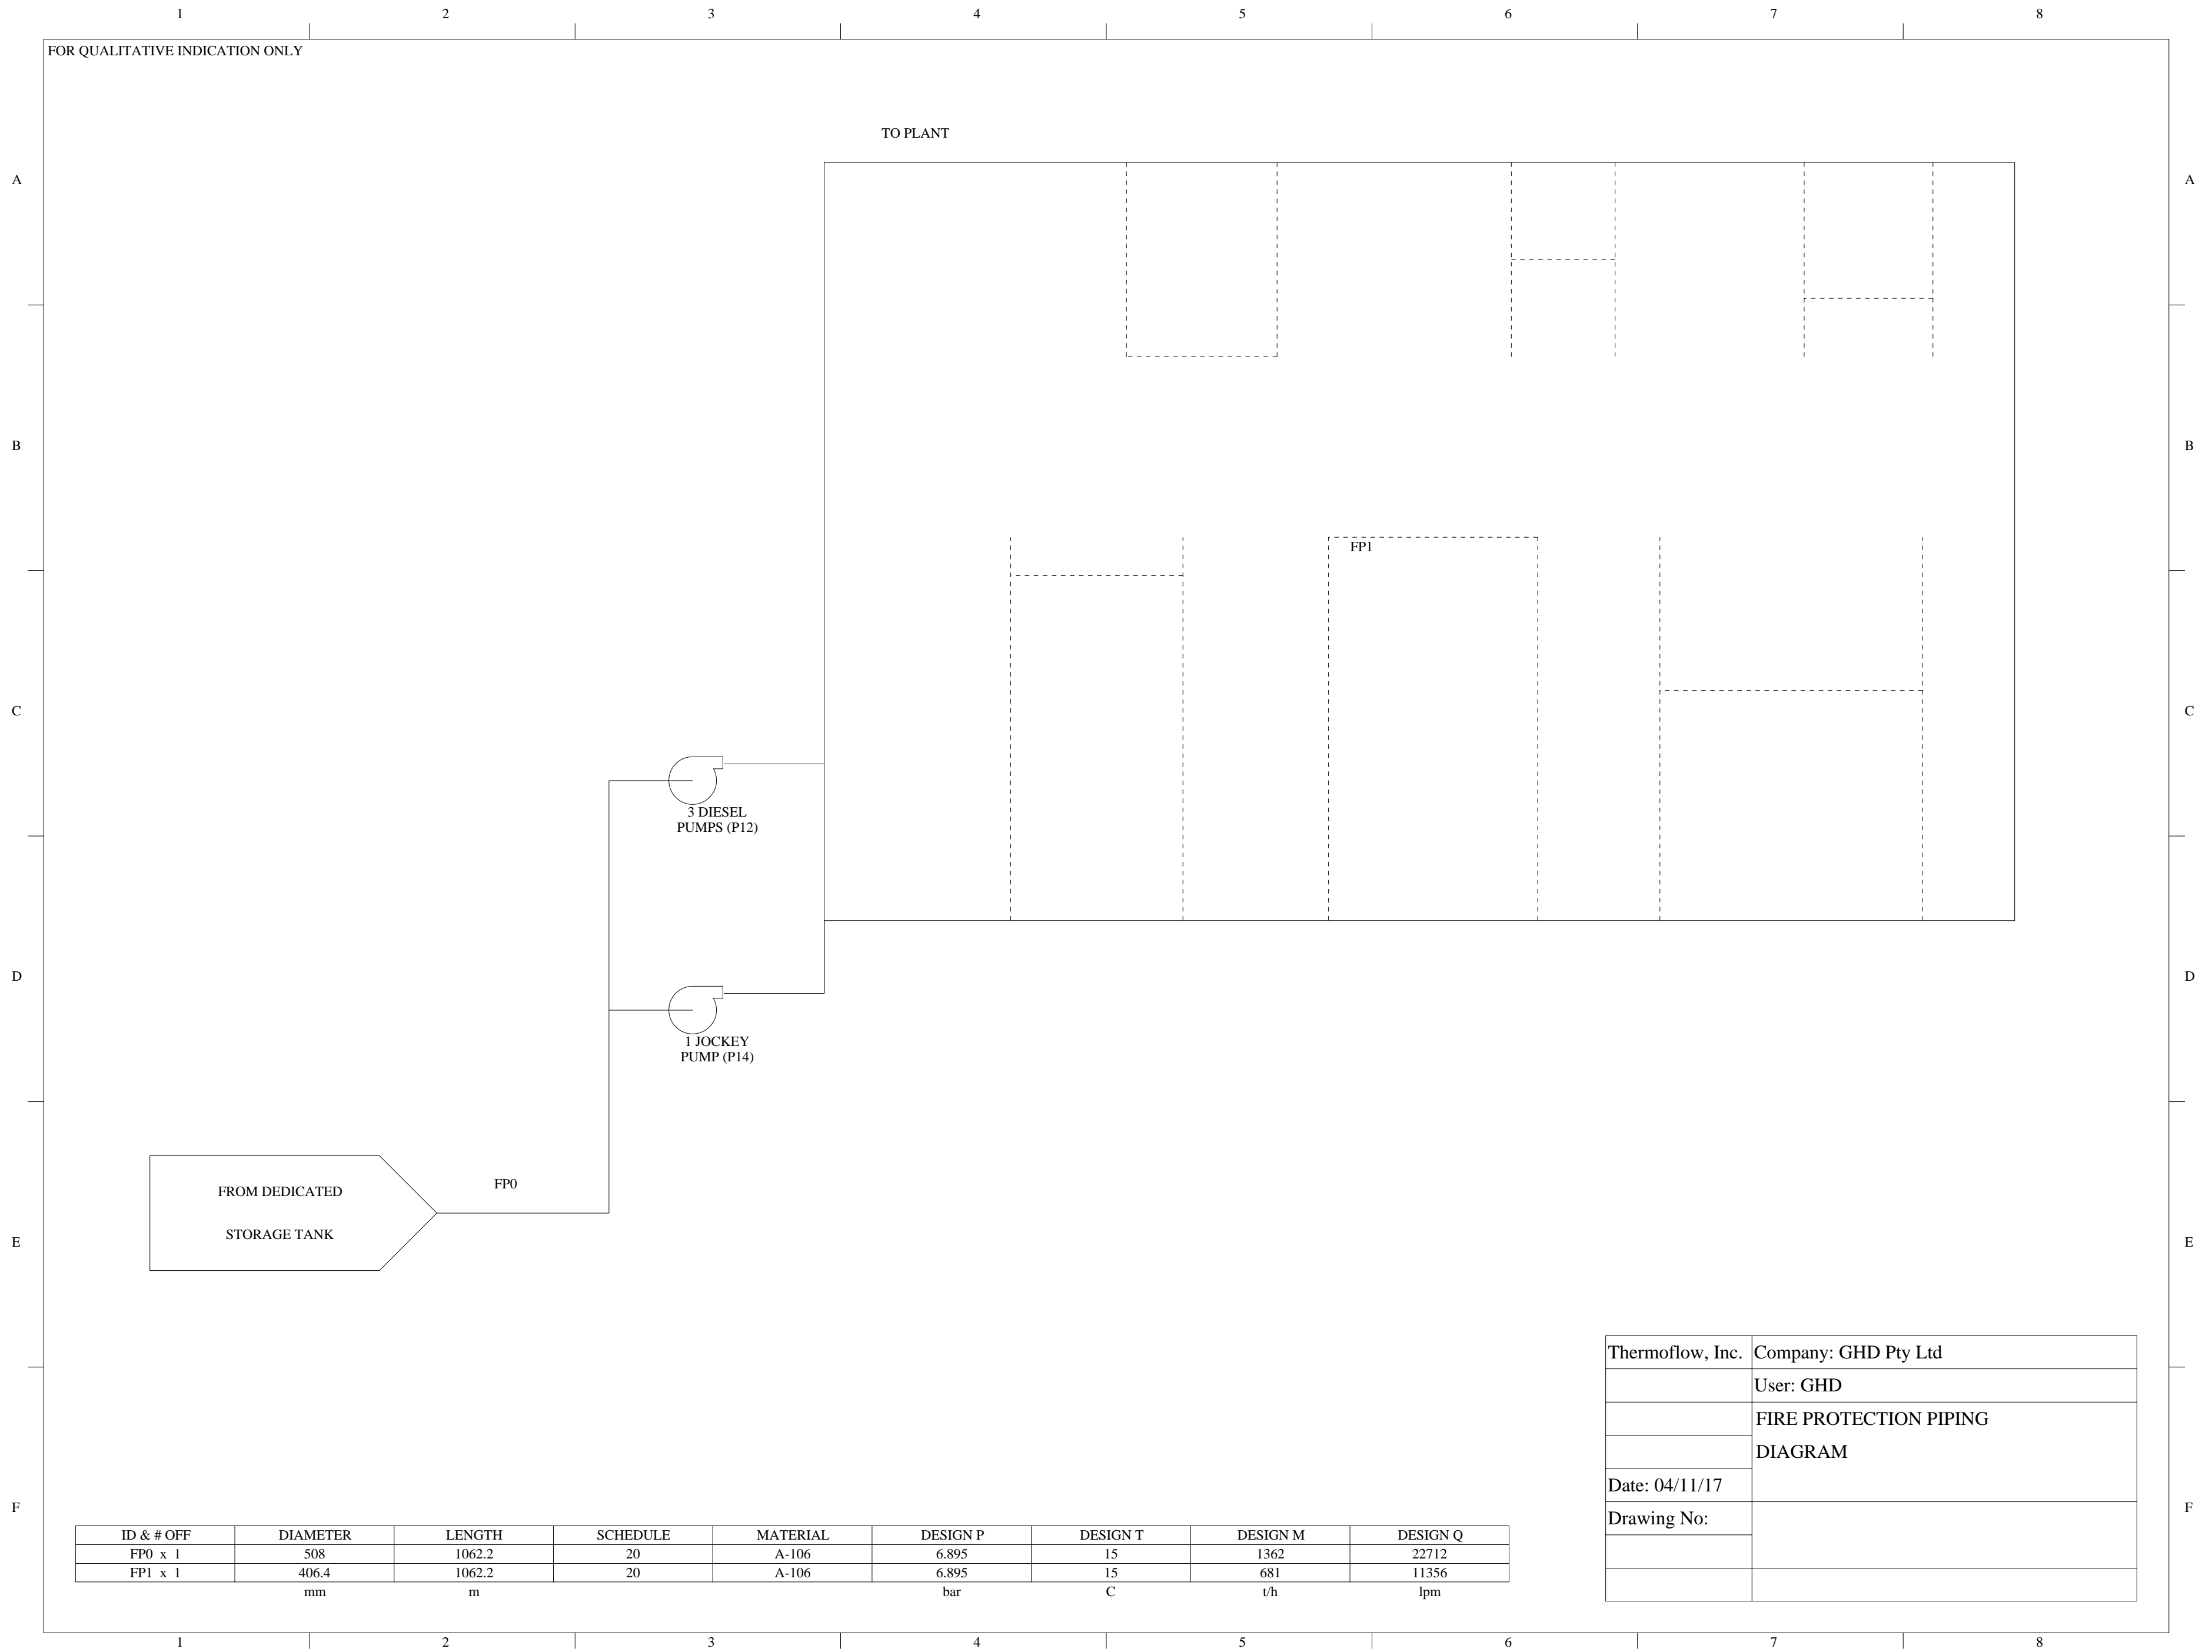 1 2 3 4 5 6 7 8
FOR QUALITATIVE INDICATION ONLY
TO PLANT
A A
B B
FP1
C C
3 DIESEL
PUMPS (P12)
D D
1 JOCKEY
PUMP (P14)
FP0
FROM DEDICATED
STORAGE TANK
E E
Thermoflow, Inc. Company: GHD Pty Ltd
User: GHD
FIRE PROTECTION PIPING
DIAGRAM
Date: 04/11/17
Drawing No:
F F
ID & # OFF DIAMETER LENGTH SCHEDULE MATERIAL DESIGN P DESIGN T DESIGN M DESIGN Q
FP0 x 1 508 1062.2 20 A-106 6.895 15 1362 22712
FP1 x 1 406.4 1062.2 20 A-106 6.895 15 681 11356
mm m bar C t/h lpm
1 2 3 4 5 6 7 8